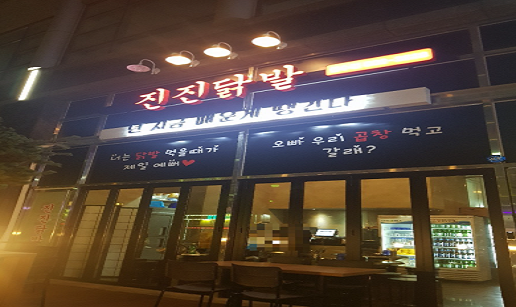 진진닭발
난 지금 매운게 땡긴다
너는 닭발 먹을때가
제일 예뻐♥
오빠 우리 곱창 먹고
갈래?